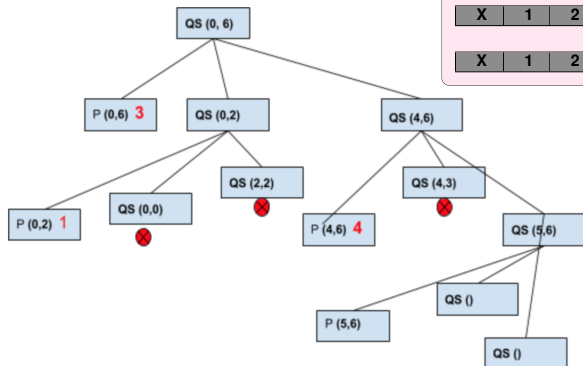 X 1 2
X 1 2
QS (0, 6)
P (0,6) 3
QS (0,2)
QS (4,6)
P (0,2) 1
QS (0,0)
QS (2,2)
P (4,6) 4
QS (4,3)
QS (5,6)
P (5,6)
QS ()
QS ()